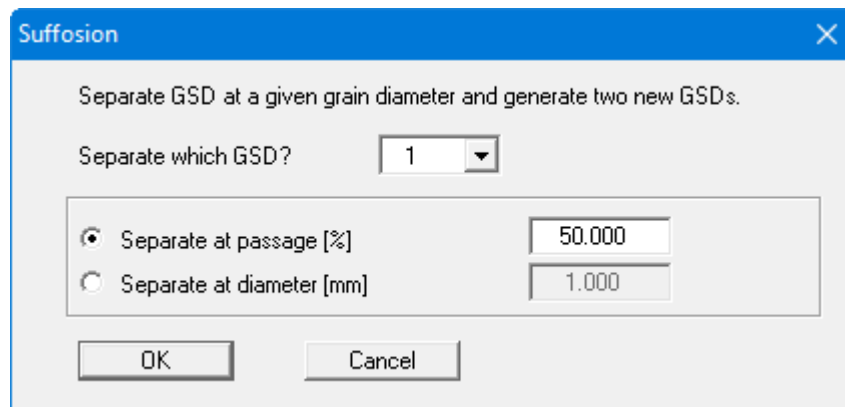 Suffosion
Separate GSD at a given grain diameter and generate two new GSDs.
Separate which GSD? 1
Separate at passage [%] 50.000
Separate at diameter [mm] 1.000
OK Cancel